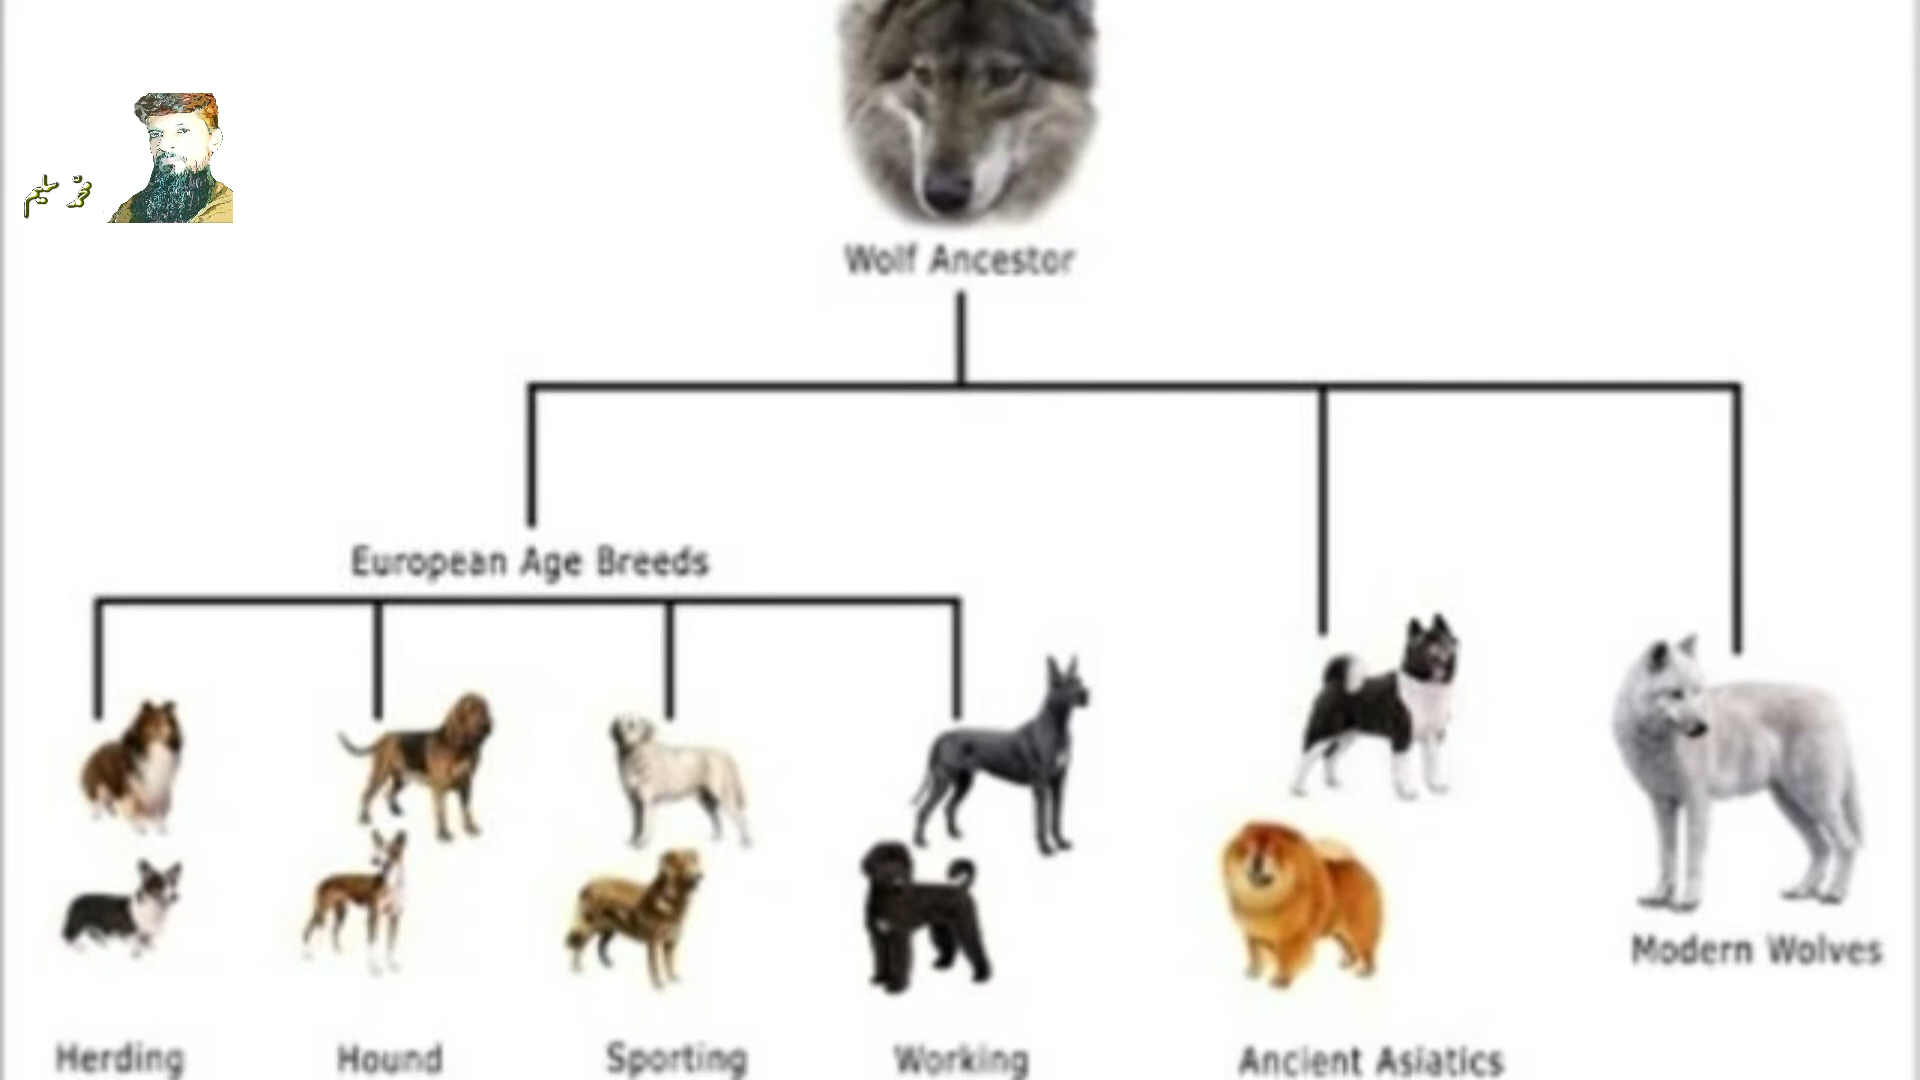 Wolf Ancestor
European Age Breeds
Modern Wolves
Herding
Hound
Sporting
Working
Ancient Asiatics